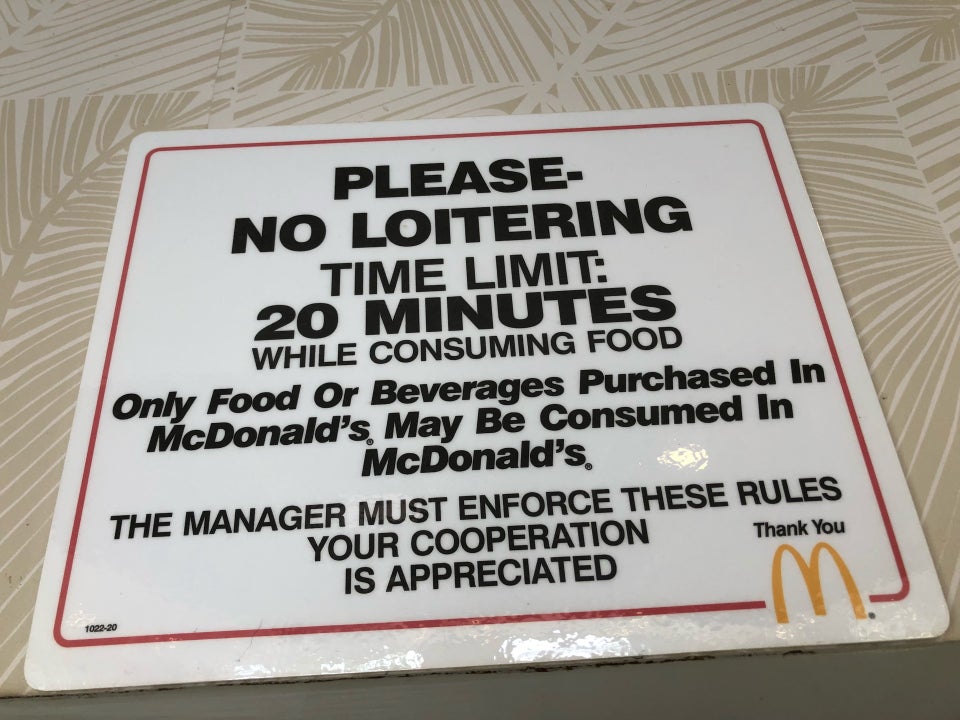 PLEASE-
NO LOITERING
TIME LIMIT:
20 MINUTES
WHILE CONSUMING FOOD
Only Food Or Beverages Purchased In
McDonald's® May Be Consumed In
McDonald's®
THE MANAGER MUST ENFORCE THESE RULES
YOUR COOPERATION
IS APPRECIATED
Thank You
1022-20